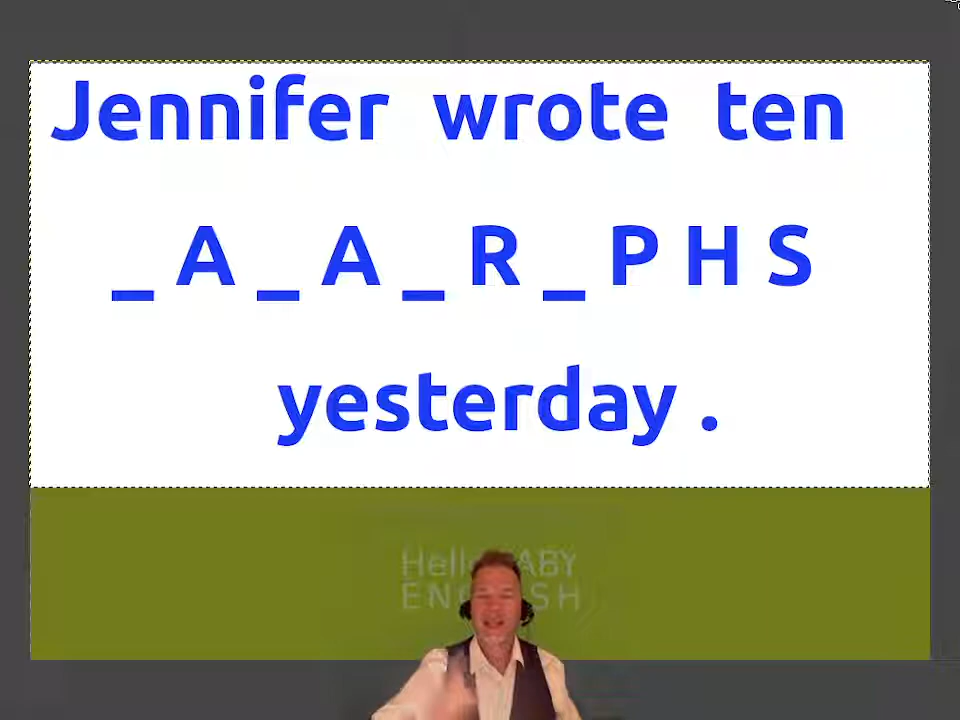 Jennifer wrote ten
_ A _ A _ R _ P H S
yesterday .